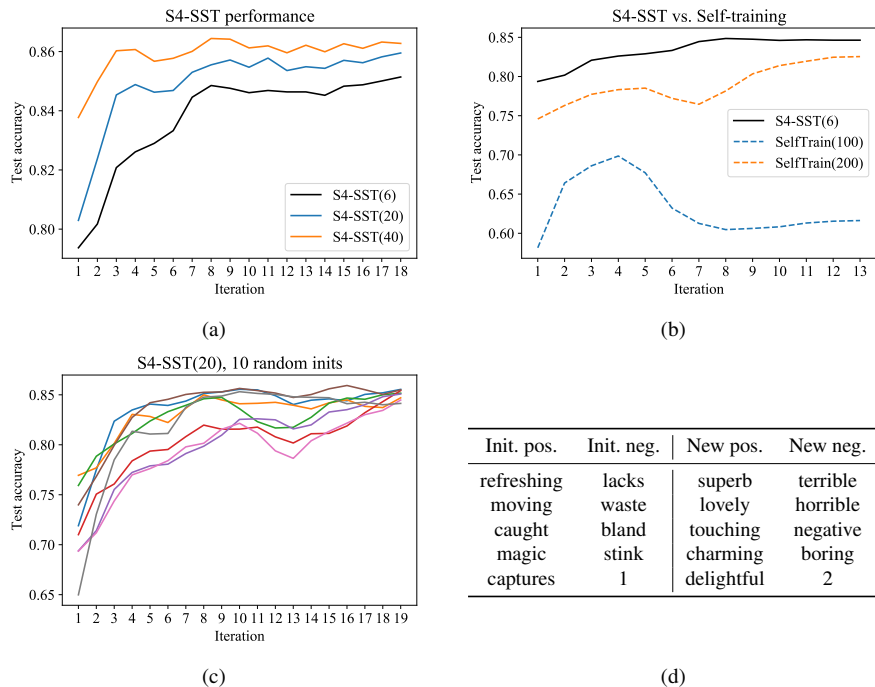 S4-SST performance
Test accuracy
0.86
0.84
0.82
0.80
S4-SST(6)
S4-SST(20)
S4-SST(40)
1 2 3 4 5 6 7 8 9 10 11 12 13 14 15 16 17 18
Iteration
(a)
S4-SST vs. Self-training
Test accuracy
0.85
0.80
0.75
0.70
0.65
0.60
S4-SST(6)
SelfTrain(100)
SelfTrain(200)
1 2 3 4 5 6 7 8 9 10 11 12 13
Iteration
(b)
S4-SST(20), 10 random inits
Test accuracy
0.85
0.80
0.75
0.70
0.65
1 2 3 4 5 6 7 8 9 10 11 12 13 14 15 16 17 18 19
Iteration
(c)
Init. pos. Init. neg. New pos. New neg.
refreshing lacks superb terrible
moving waste lovely horrible
caught bland touching negative
magic stink charming boring
captures 1 delightful 2
(d)